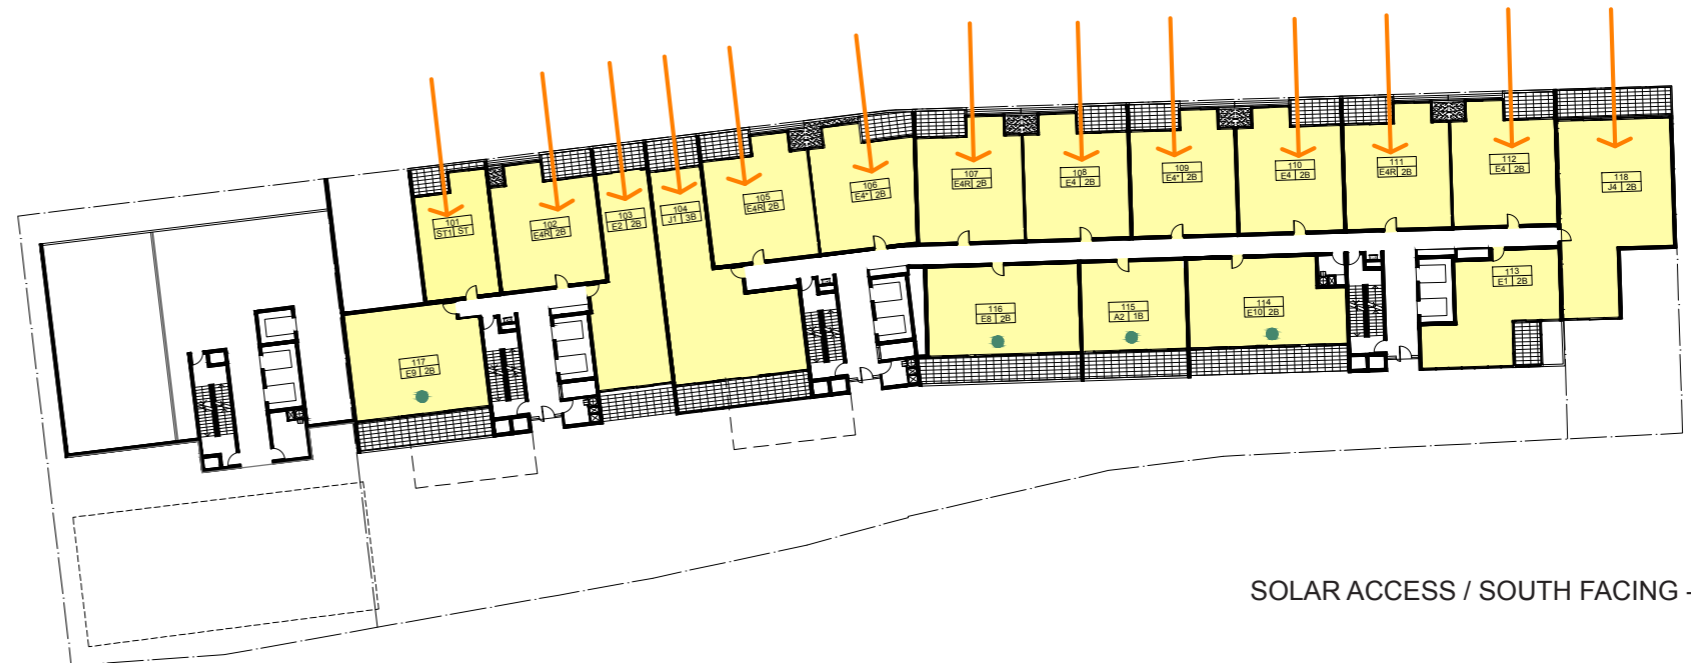 101
ST1 ST
102
E4R 2B
103
E2 2B
104
J1 3B
105
E4R 2B
106
E4* 2B
107
E4R 2B
108
E4 2B
109
E4* 2B
110
E4 2B
111
E4R 2B
112
E4 2B
118
J4 2B
113
E1 2B
114
E10 2B
115
A2 1B
116
E8 2B
117
E9 2B
SOLAR ACCESS / SOUTH FACING -